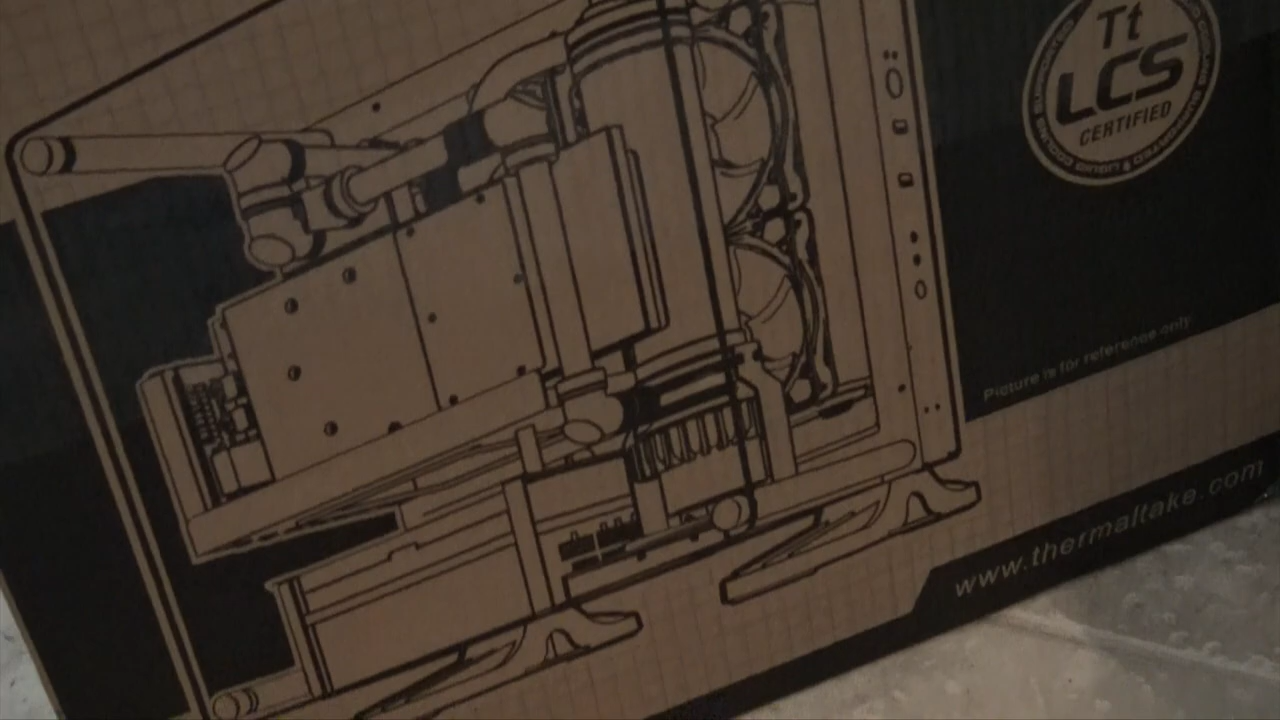 Tt
LCS
CERTIFIED
Picture is for reference only
www.thermaltake.com